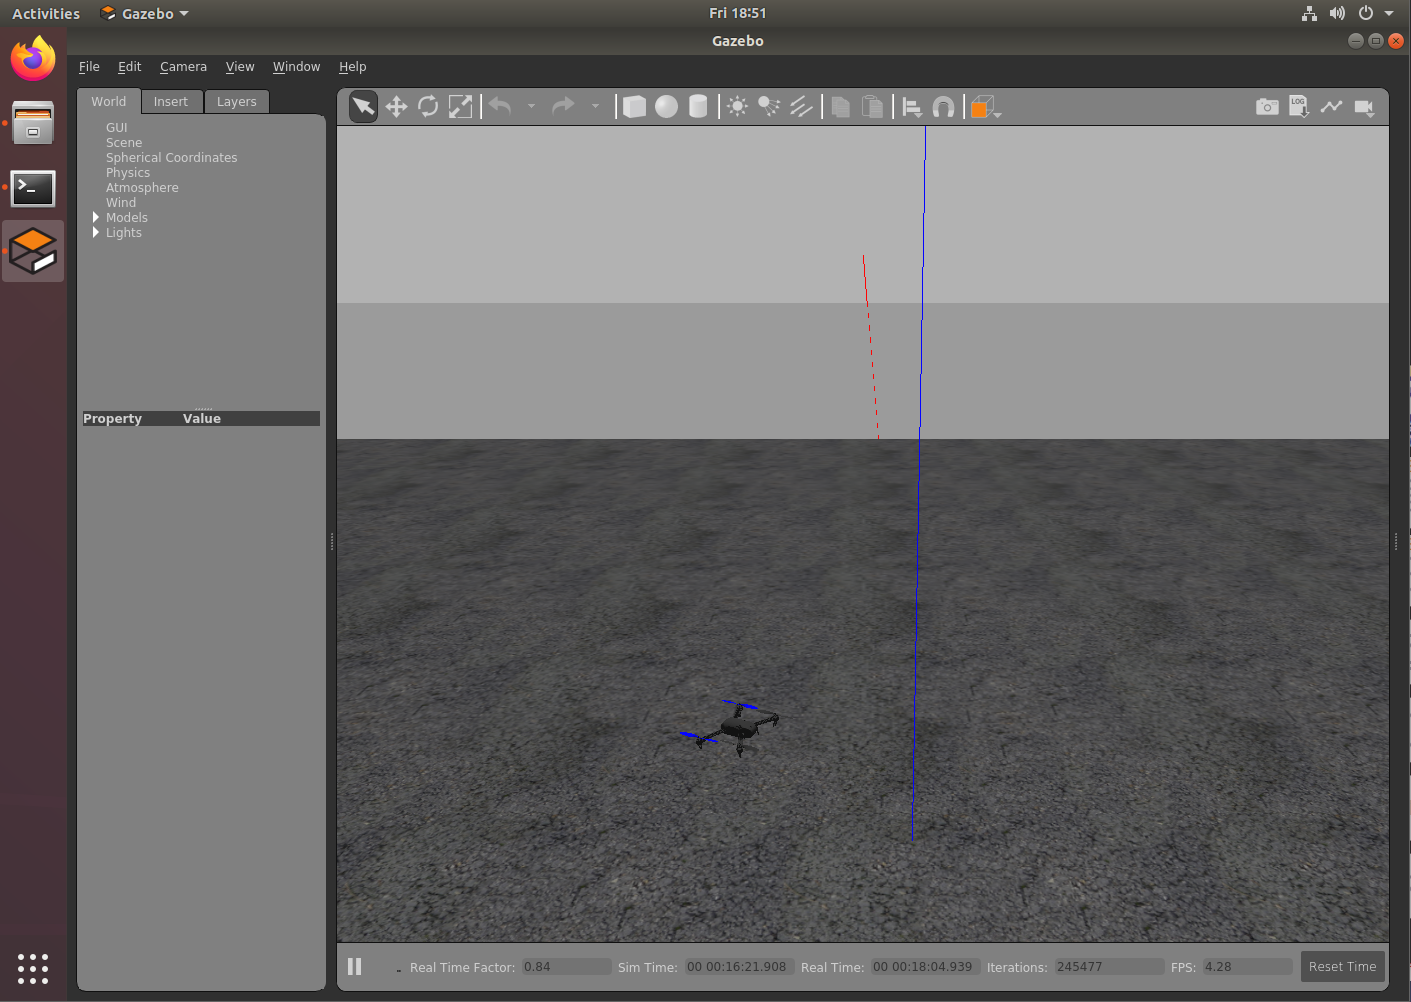 Activities Gazebo Fri 18:51
Gazebo
File Edit Camera View Window Help
World Insert Layers
LOG
GUI
Scene
Spherical Coordinates
Physics
Atmosphere
Wind
Models
Lights
Property Value
Real Time Factor: 0.84 Sim Time: 00 00:16:21.908 Real Time: 00 00:18:04.939 Iterations: 245477 FPS: 4.28 Reset Time